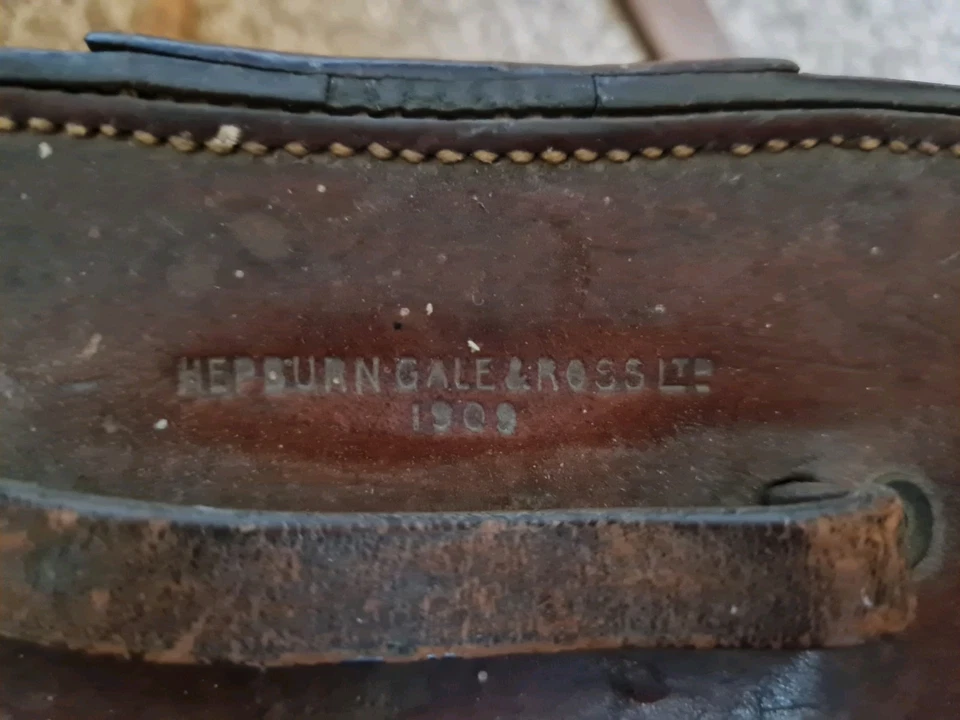 HEPBURN·GALE & ROSS LTD
1909